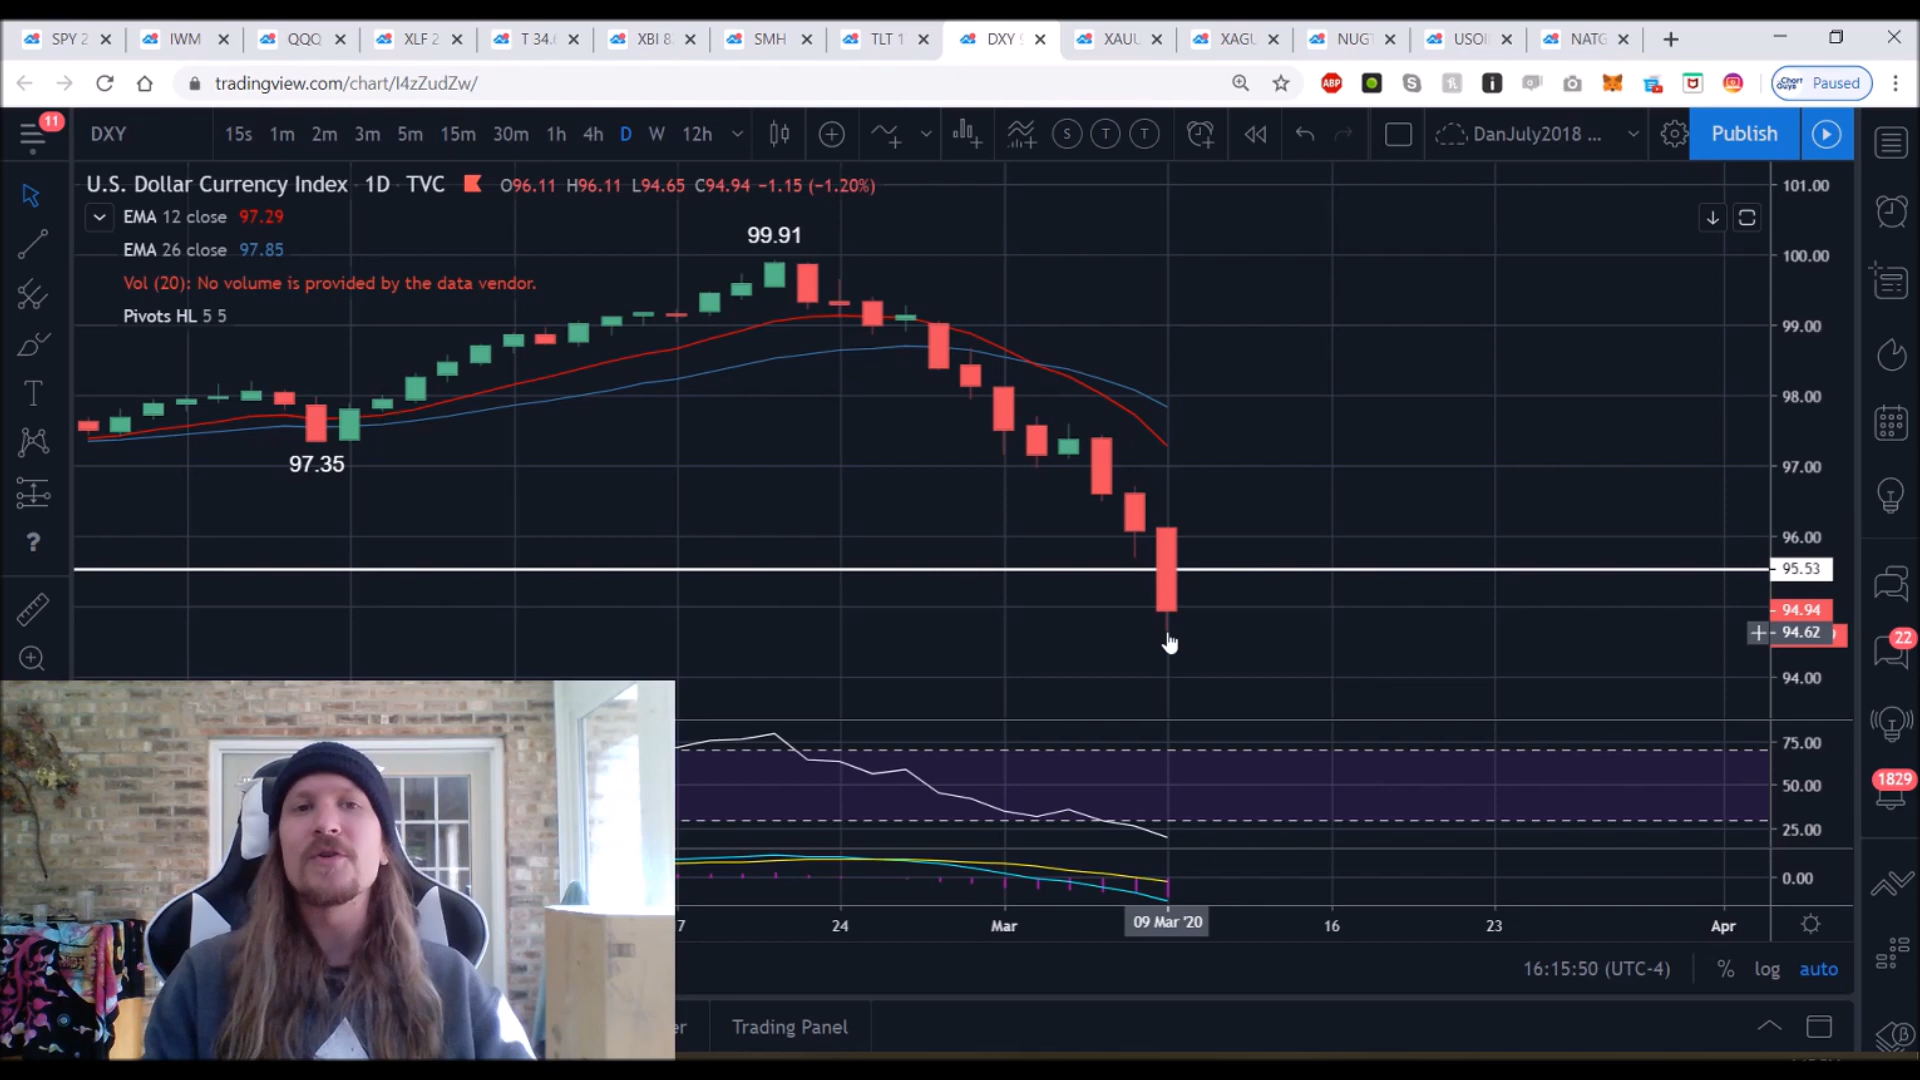 SPY 2 IWM QQQ XLF 2 T 34. XBI 8 SMH TLT 1 DXY XAUU XAGU NUGT USOI NATG
tradingview.com/chart/I4zZudZw/ ABP Paused
11
DXY 15s 1m 2m 3m 5m 15m 30m 1h 4h D W 12h S T T DanJuly2018 ... Publish
U.S. Dollar Currency Index 1D TVC O96.11 H96.11 L94.65 C94.94 −1.15 (−1.20%)
EMA 12 close 97.29
EMA 26 close 97.85
Vol (20): No volume is provided by the data vendor.
Pivots HL 5 5
99.91
97.35
101.00
100.00
99.00
98.00
97.00
96.00
95.53
94.94
94.62
94.00
75.00
50.00
25.00
0.00
22
1829
7 24 Mar 09 Mar '20 16 23 Apr
16:15:50 (UTC-4) % log auto
er Trading Panel